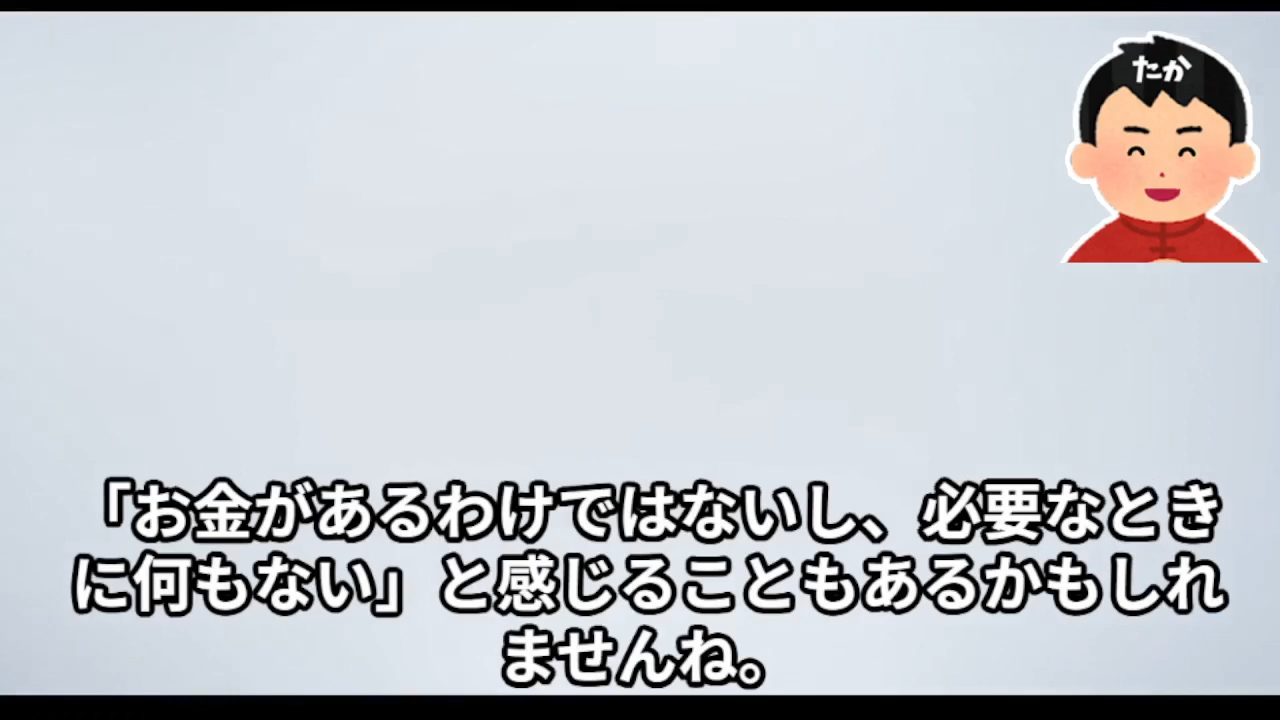 たか
「お金があるわけではないし、必要なとき
に何もない」と感じることもあるかもしれ
ませんね。